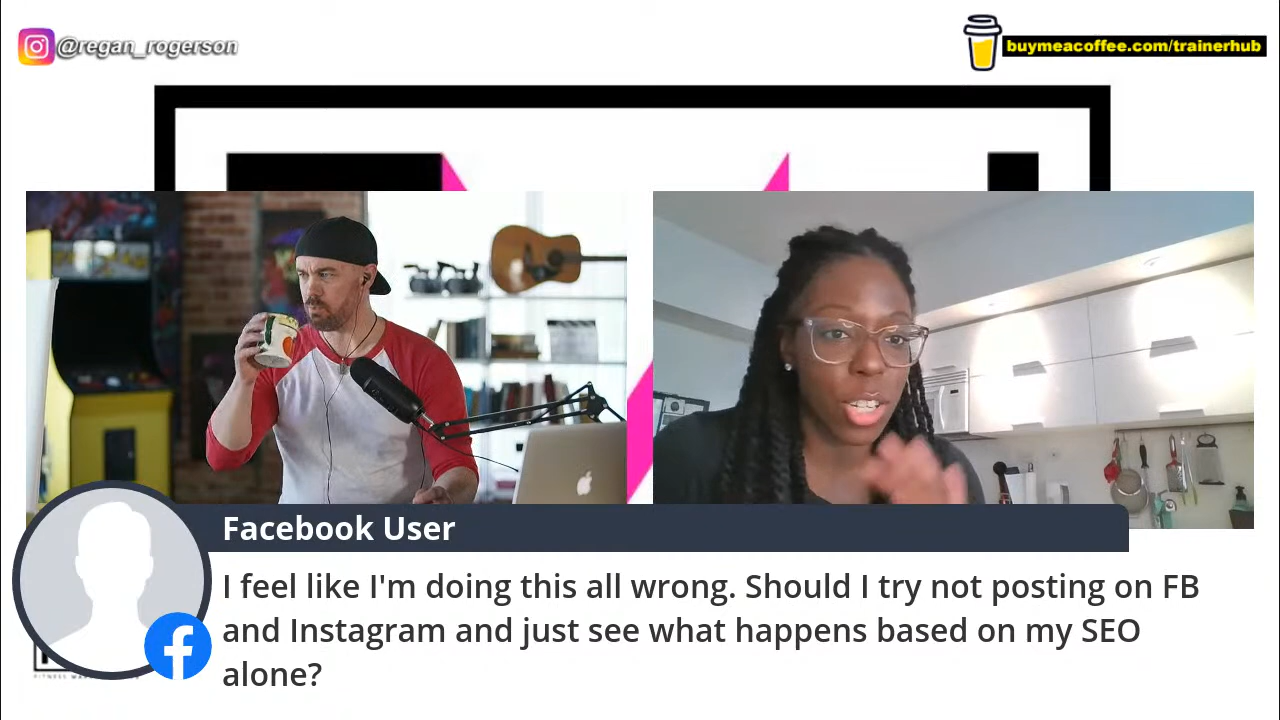 @regan_rogerson
buymeacoffee.com/trainerhub
Facebook User
I feel like I'm doing this all wrong. Should I try not posting on FB
and Instagram and just see what happens based on my SEO
alone?